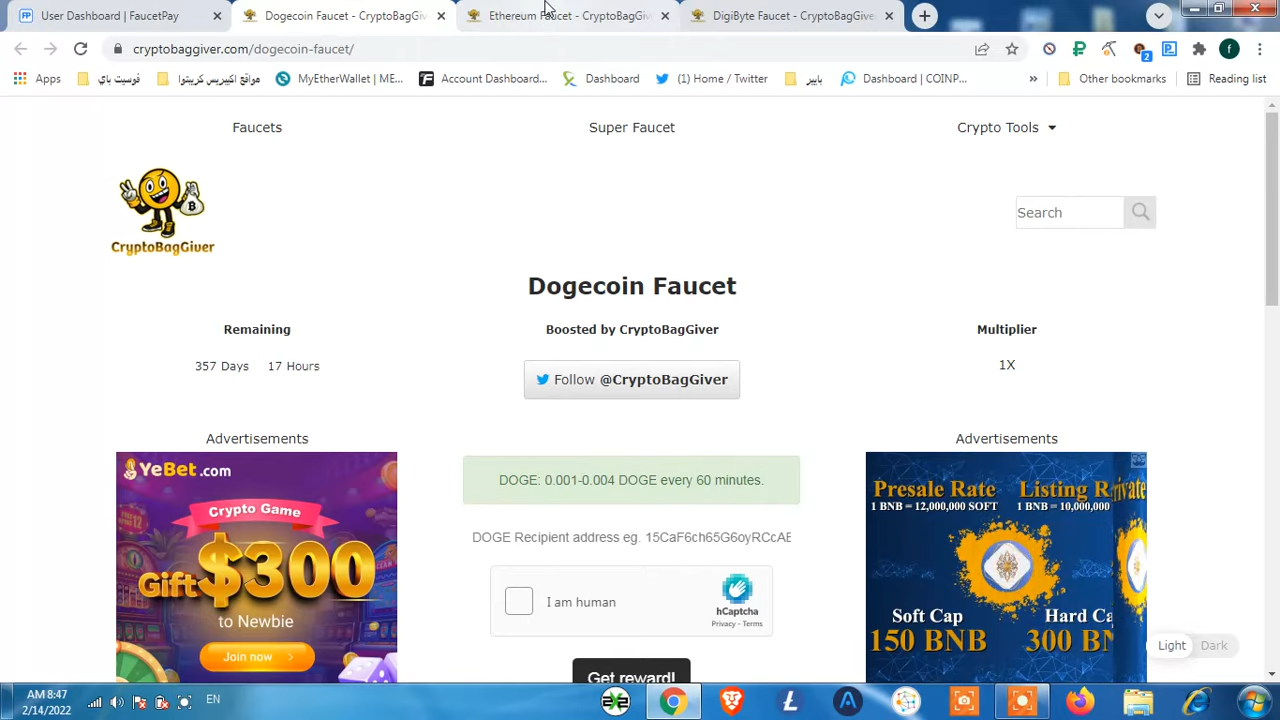 User Dashboard | FaucetPay
Dogecoin Faucet - CryptoBagGiv
Ethereum Faucet - CryptoBagGiv
DigiByte Faucet - CryptoBagGive
cryptobaggiver.com/dogecoin-faucet/
f
2
Apps
مواقع اكبيريس كريبتوا
فوسيت باي
MyEtherWallet | ME...
Account Dashboard...
Dashboard
(1) Home / Twitter
بايير
Dashboard | COINP...
»
Other bookmarks
Reading list
Faucets
Super Faucet
Crypto Tools
CryptoBagGiver
Search
Dogecoin Faucet
Remaining
Boosted by CryptoBagGiver
Multiplier
357 Days 17 Hours
Follow @CryptoBagGiver
1X
Advertisements
Advertisements
YeBet.com
Crypto Game
Gift $300
to Newbie
Join now >
DOGE: 0.001-0.004 DOGE every 60 minutes.
DOGE Recipient address eg. 15CaF6ch65G6oyRCcAE
I am human
hCaptcha
Privacy - Terms
Get reward!
Presale Rate
1 BNB = 12,000,000 SOFT
Listing R
1 BNB = 10,000,000
Soft Cap
150 BNB
Hard Ca
300 BN
Light
Dark
AM 8:47
2/14/2022
EN